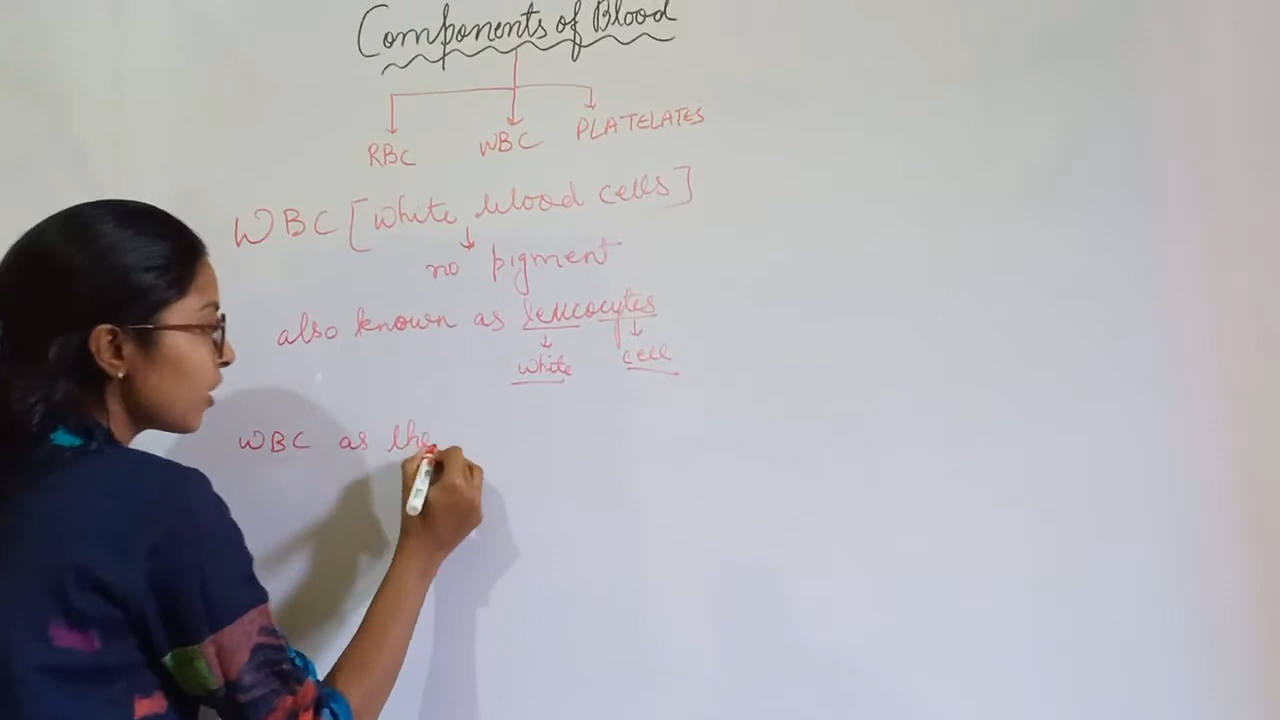 Components of Blood
RBC WBC PLATELATES
WBC [White blood cells]
no pigment
also known as leucocytes
white cell
WBC as the